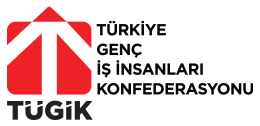 TÜRKİYE
GENÇ
İŞ İNSANLARI
KONFEDERASYONU
TÜGİK